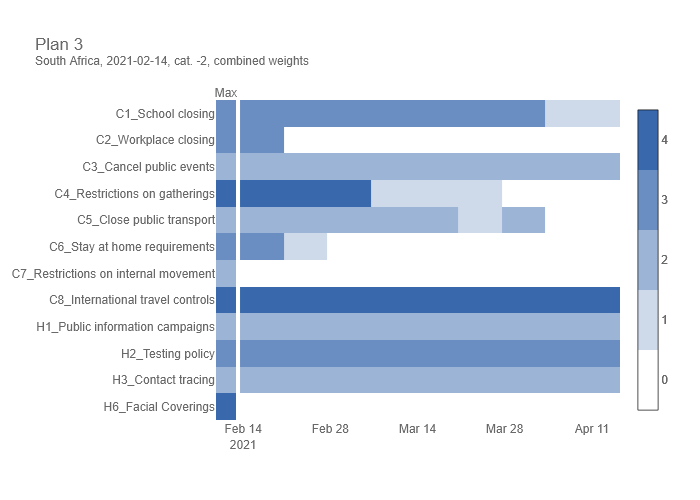 Plan 3
South Africa, 2021-02-14, cat. -2, combined weights
Max
C1_School closing
C2_Workplace closing
C3_Cancel public events
C4_Restrictions on gatherings
C5_Close public transport
C6_Stay at home requirements
C7_Restrictions on internal movement
C8_International travel controls
H1_Public information campaigns
H2_Testing policy
H3_Contact tracing
H6_Facial Coverings
Feb 14 Feb 28 Mar 14 Mar 28 Apr 11
2021
4
3
2
1
0